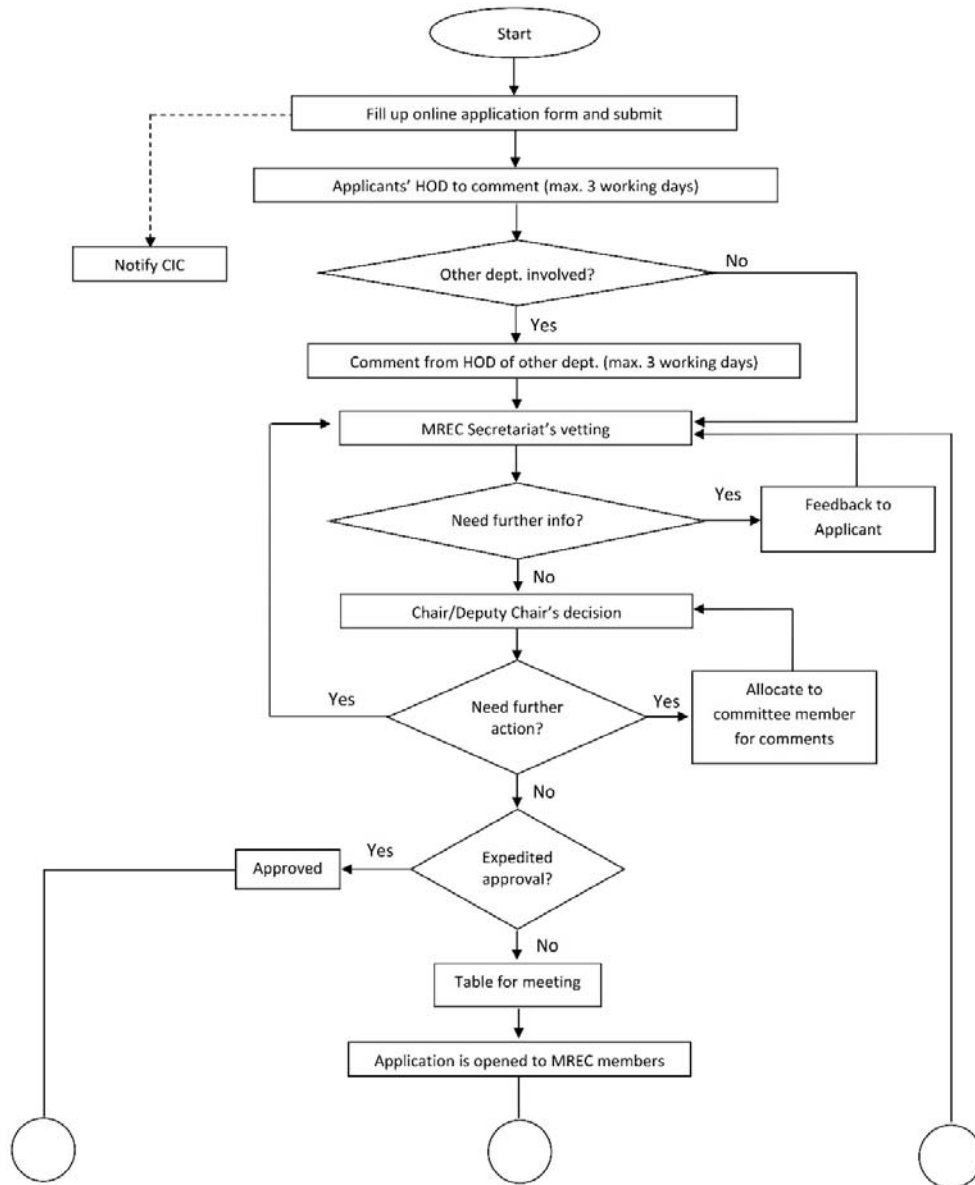 Start
Fill up online application form and submit
Applicants' HOD to comment (max. 3 working days)
Notify CIC
Other dept. involved?
No
Yes
Comment from HOD of other dept. (max. 3 working days)
MREC Secretariat's vetting
Need further info?
Yes
Feedback to
Applicant
No
Chair/Deputy Chair's decision
Yes
Need further
action?
Yes
Allocate to
committee member
for comments
No
Approved
Yes
Expedited
approval?
No
Table for meeting
Application is opened to MREC members